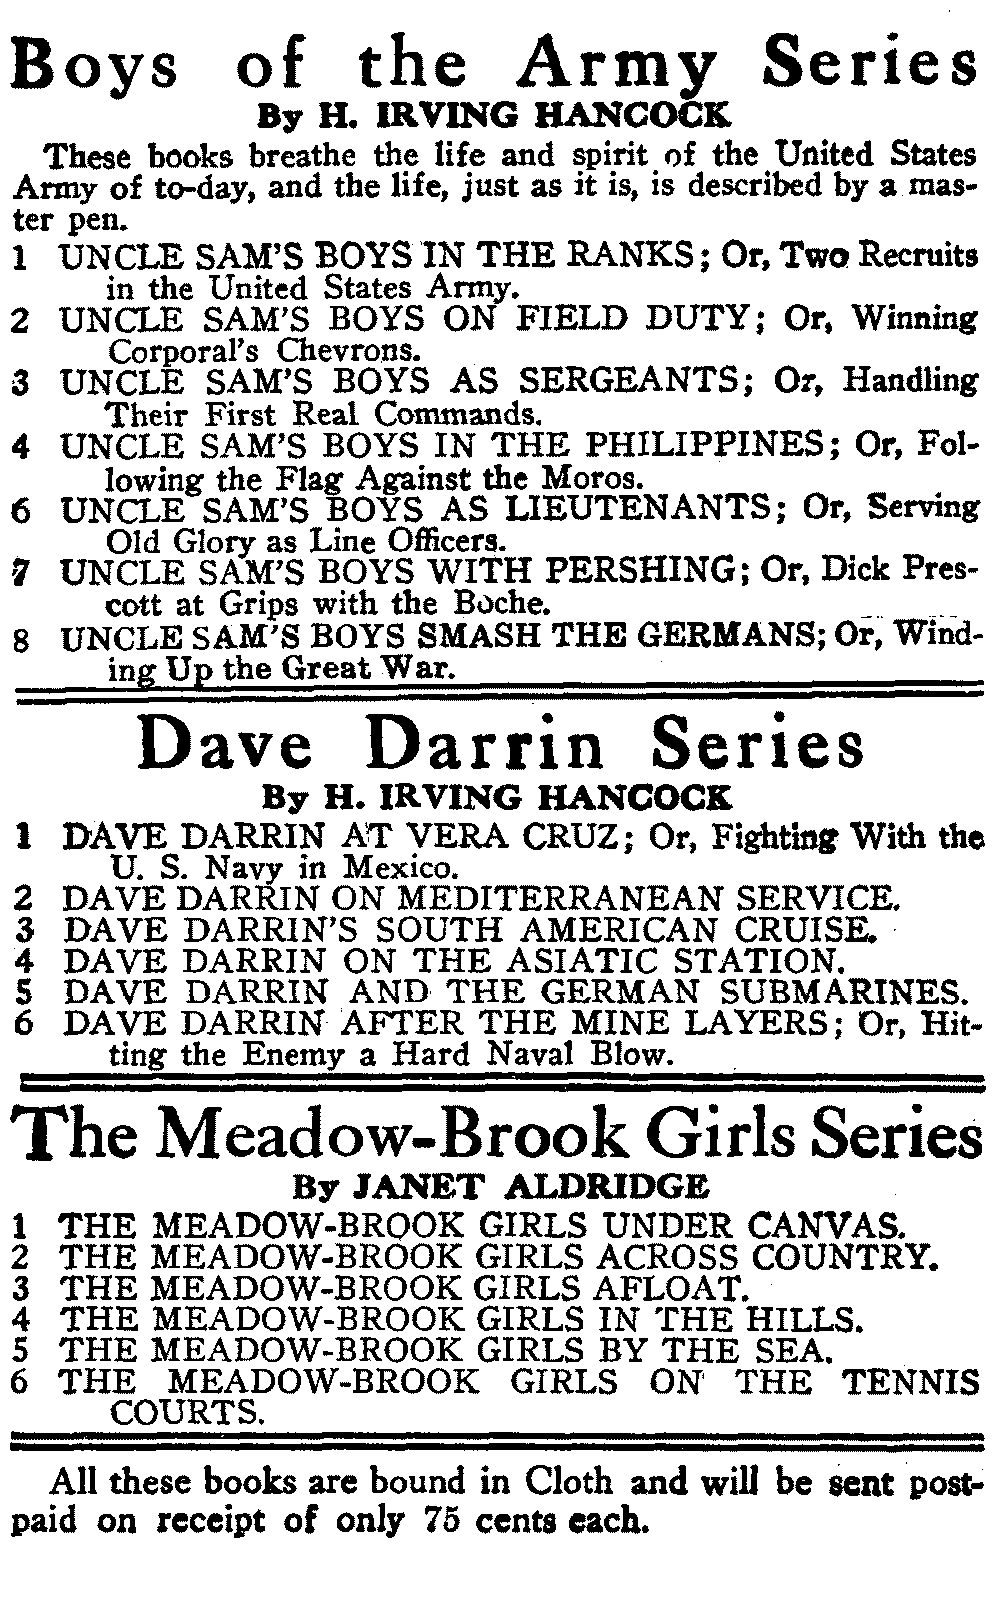 Boys of the Army Series
By H. IRVING HANCOCK
These books breathe the life and spirit of the United States
Army of to-day, and the life, just as it is, is described by a mas-
ter pen.
1 UNCLE SAM'S BOYS IN THE RANKS; Or, Two Recruits
in the United States Army.
2 UNCLE SAM'S BOYS ON FIELD DUTY; Or, Winning
Corporal's Chevrons.
3 UNCLE SAM'S BOYS AS SERGEANTS; Or, Handling
Their First Real Commands.
4 UNCLE SAM'S BOYS IN THE PHILIPPINES; Or, Fol-
lowing the Flag Against the Moros.
6 UNCLE SAM'S BOYS AS LIEUTENANTS; Or, Serving
Old Glory as Line Officers.
7 UNCLE SAM'S BOYS WITH PERSHING; Or, Dick Pres-
cott at Grips with the Boche.
8 UNCLE SAM'S BOYS SMASH THE GERMANS; Or, Wind-
ing Up the Great War.
Dave Darrin Series
By H. IRVING HANCOCK
1 DAVE DARRIN AT VERA CRUZ; Or, Fighting With the
U. S. Navy in Mexico.
2 DAVE DARRIN ON MEDITERRANEAN SERVICE.
3 DAVE DARRIN'S SOUTH AMERICAN CRUISE.
4 DAVE DARRIN ON THE ASIATIC STATION.
5 DAVE DARRIN AND THE GERMAN SUBMARINES.
6 DAVE DARRIN AFTER THE MINE LAYERS; Or, Hit-
ting the Enemy a Hard Naval Blow.
The Meadow-Brook Girls Series
By JANET ALDRIDGE
1 THE MEADOW-BROOK GIRLS UNDER CANVAS.
2 THE MEADOW-BROOK GIRLS ACROSS COUNTRY.
3 THE MEADOW-BROOK GIRLS AFLOAT.
4 THE MEADOW-BROOK GIRLS IN THE HILLS.
5 THE MEADOW-BROOK GIRLS BY THE SEA.
6 THE MEADOW-BROOK GIRLS ON THE TENNIS
COURTS.
All these books are bound in Cloth and will be sent post-
paid on receipt of only 75 cents each.